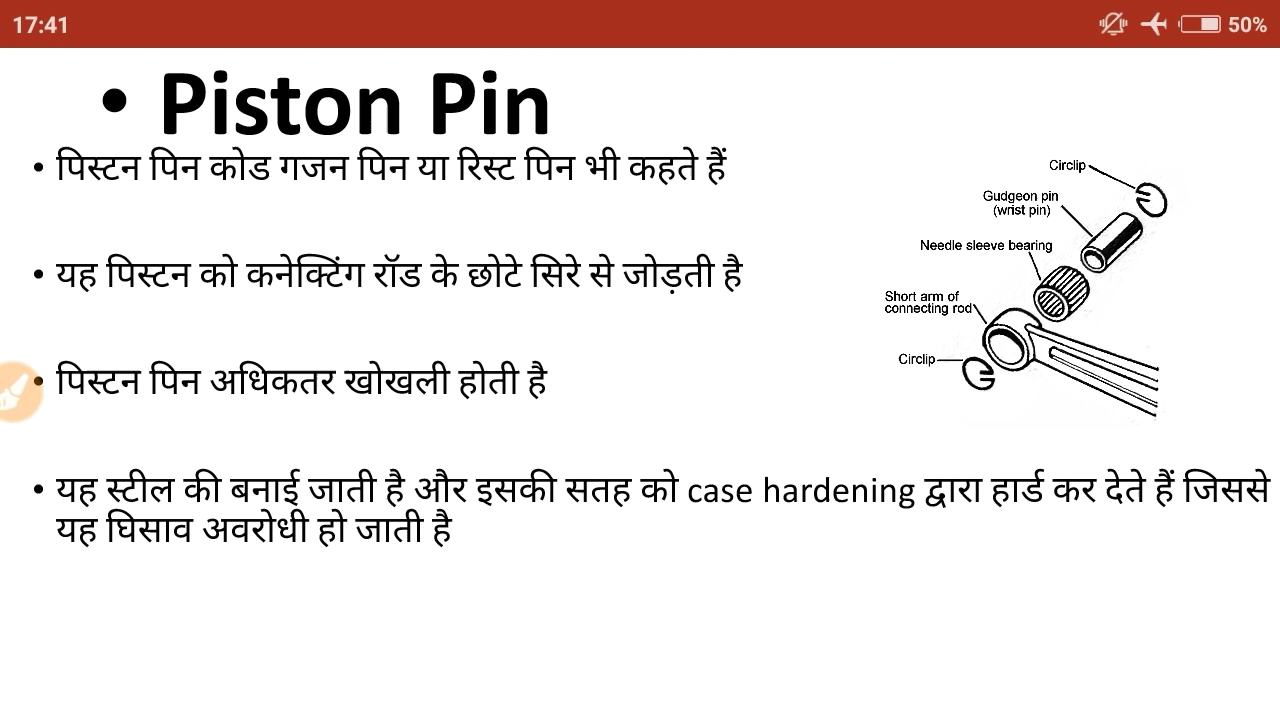 17:41
50%
• Piston Pin
• पिस्टन पिन कोड गजन पिन या रिस्ट पिन भी कहते हैं
• यह पिस्टन को कनेक्टिंग रॉड के छोटे सिरे से जोड़ती है
• पिस्टन पिन अधिकतर खोखली होती है
• यह स्टील की बनाई जाती है और इसकी सतह को case hardening द्वारा हार्ड कर देते हैं जिससे
यह घिसाव अवरोधी हो जाती है
Circlip
Gudgeon pin
(wrist pin)
Needle sleeve bearing
Short arm of
connecting rod
Circlip